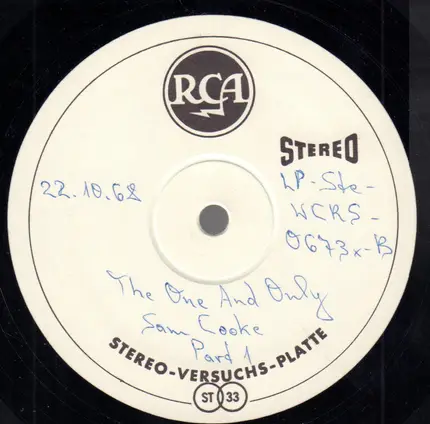 RCA
STEREO
22.10.68
LP-Ste-
WCRS-
0673x-B
The One And Only
Sam Cooke
Part 1
STEREO-VERSUCHS-PLATTE
ST 33